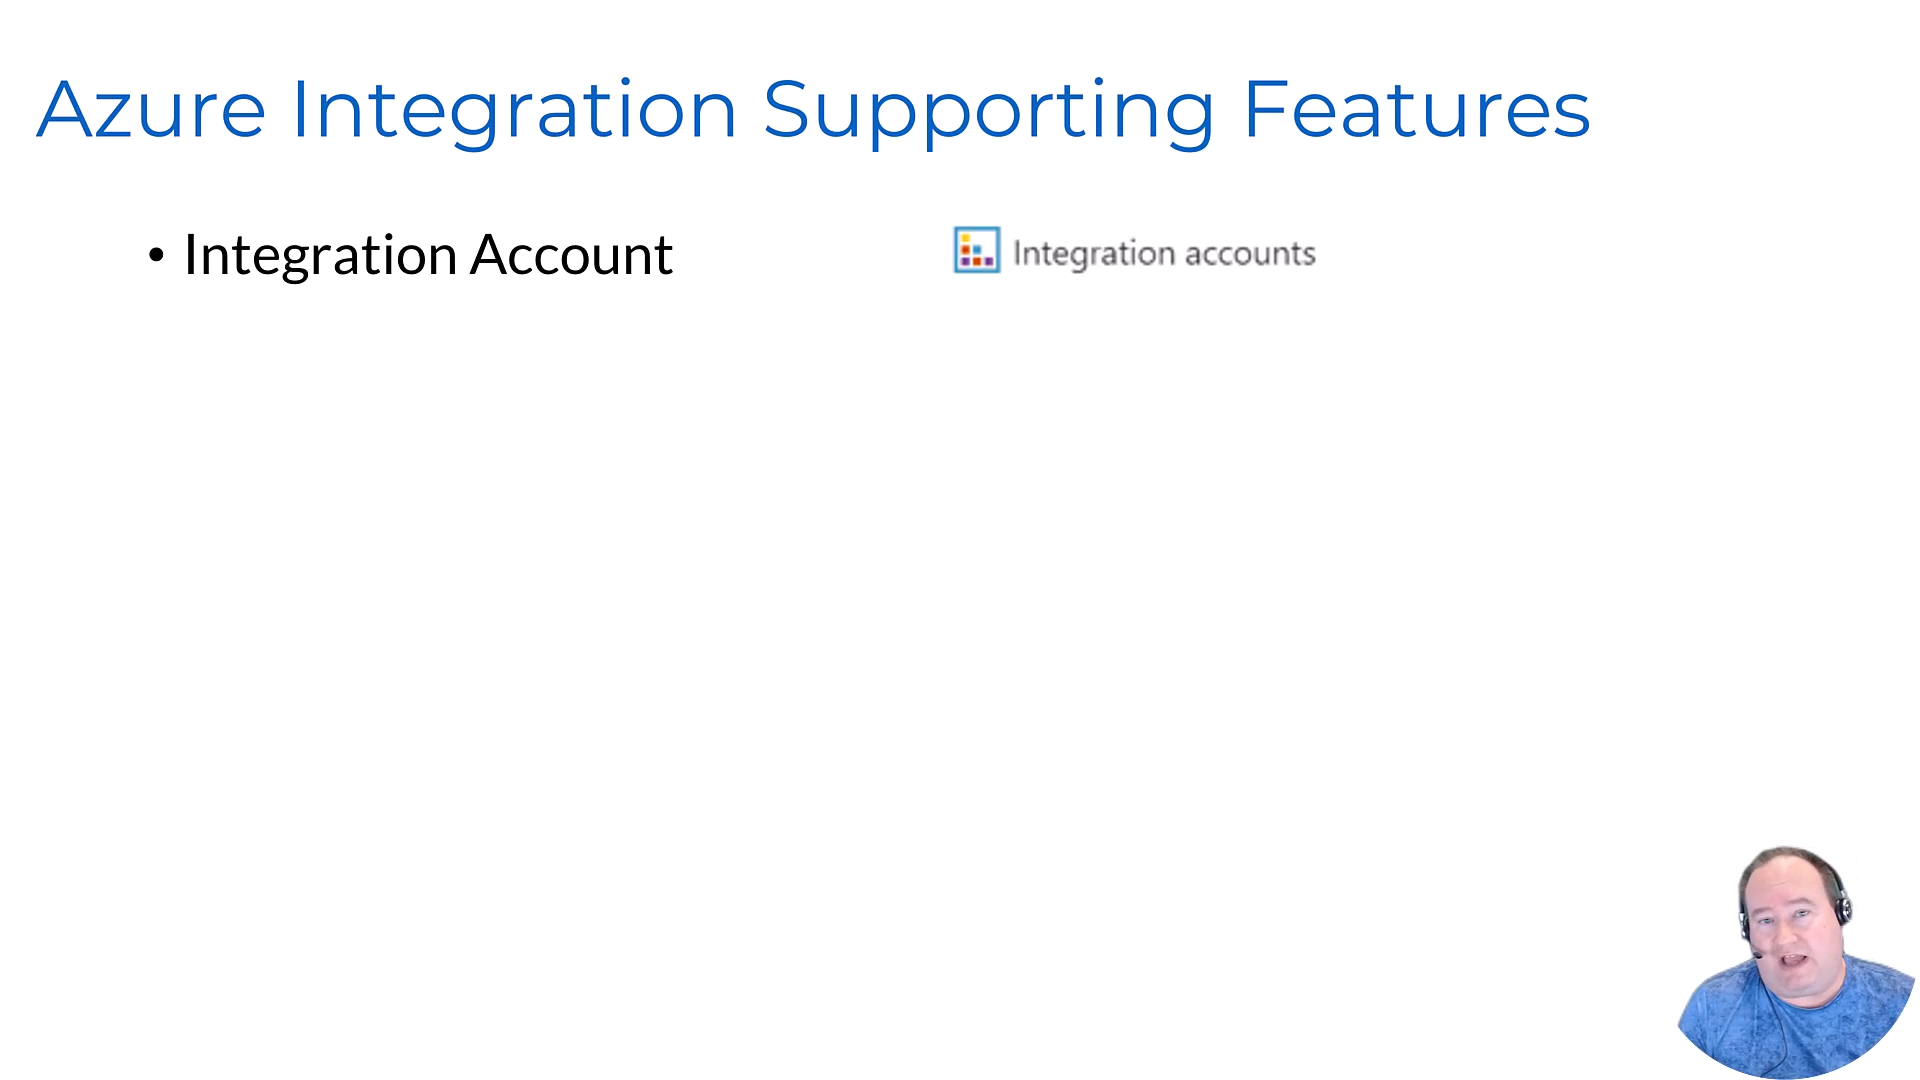 Azure Integration Supporting Features
• Integration Account
Integration accounts